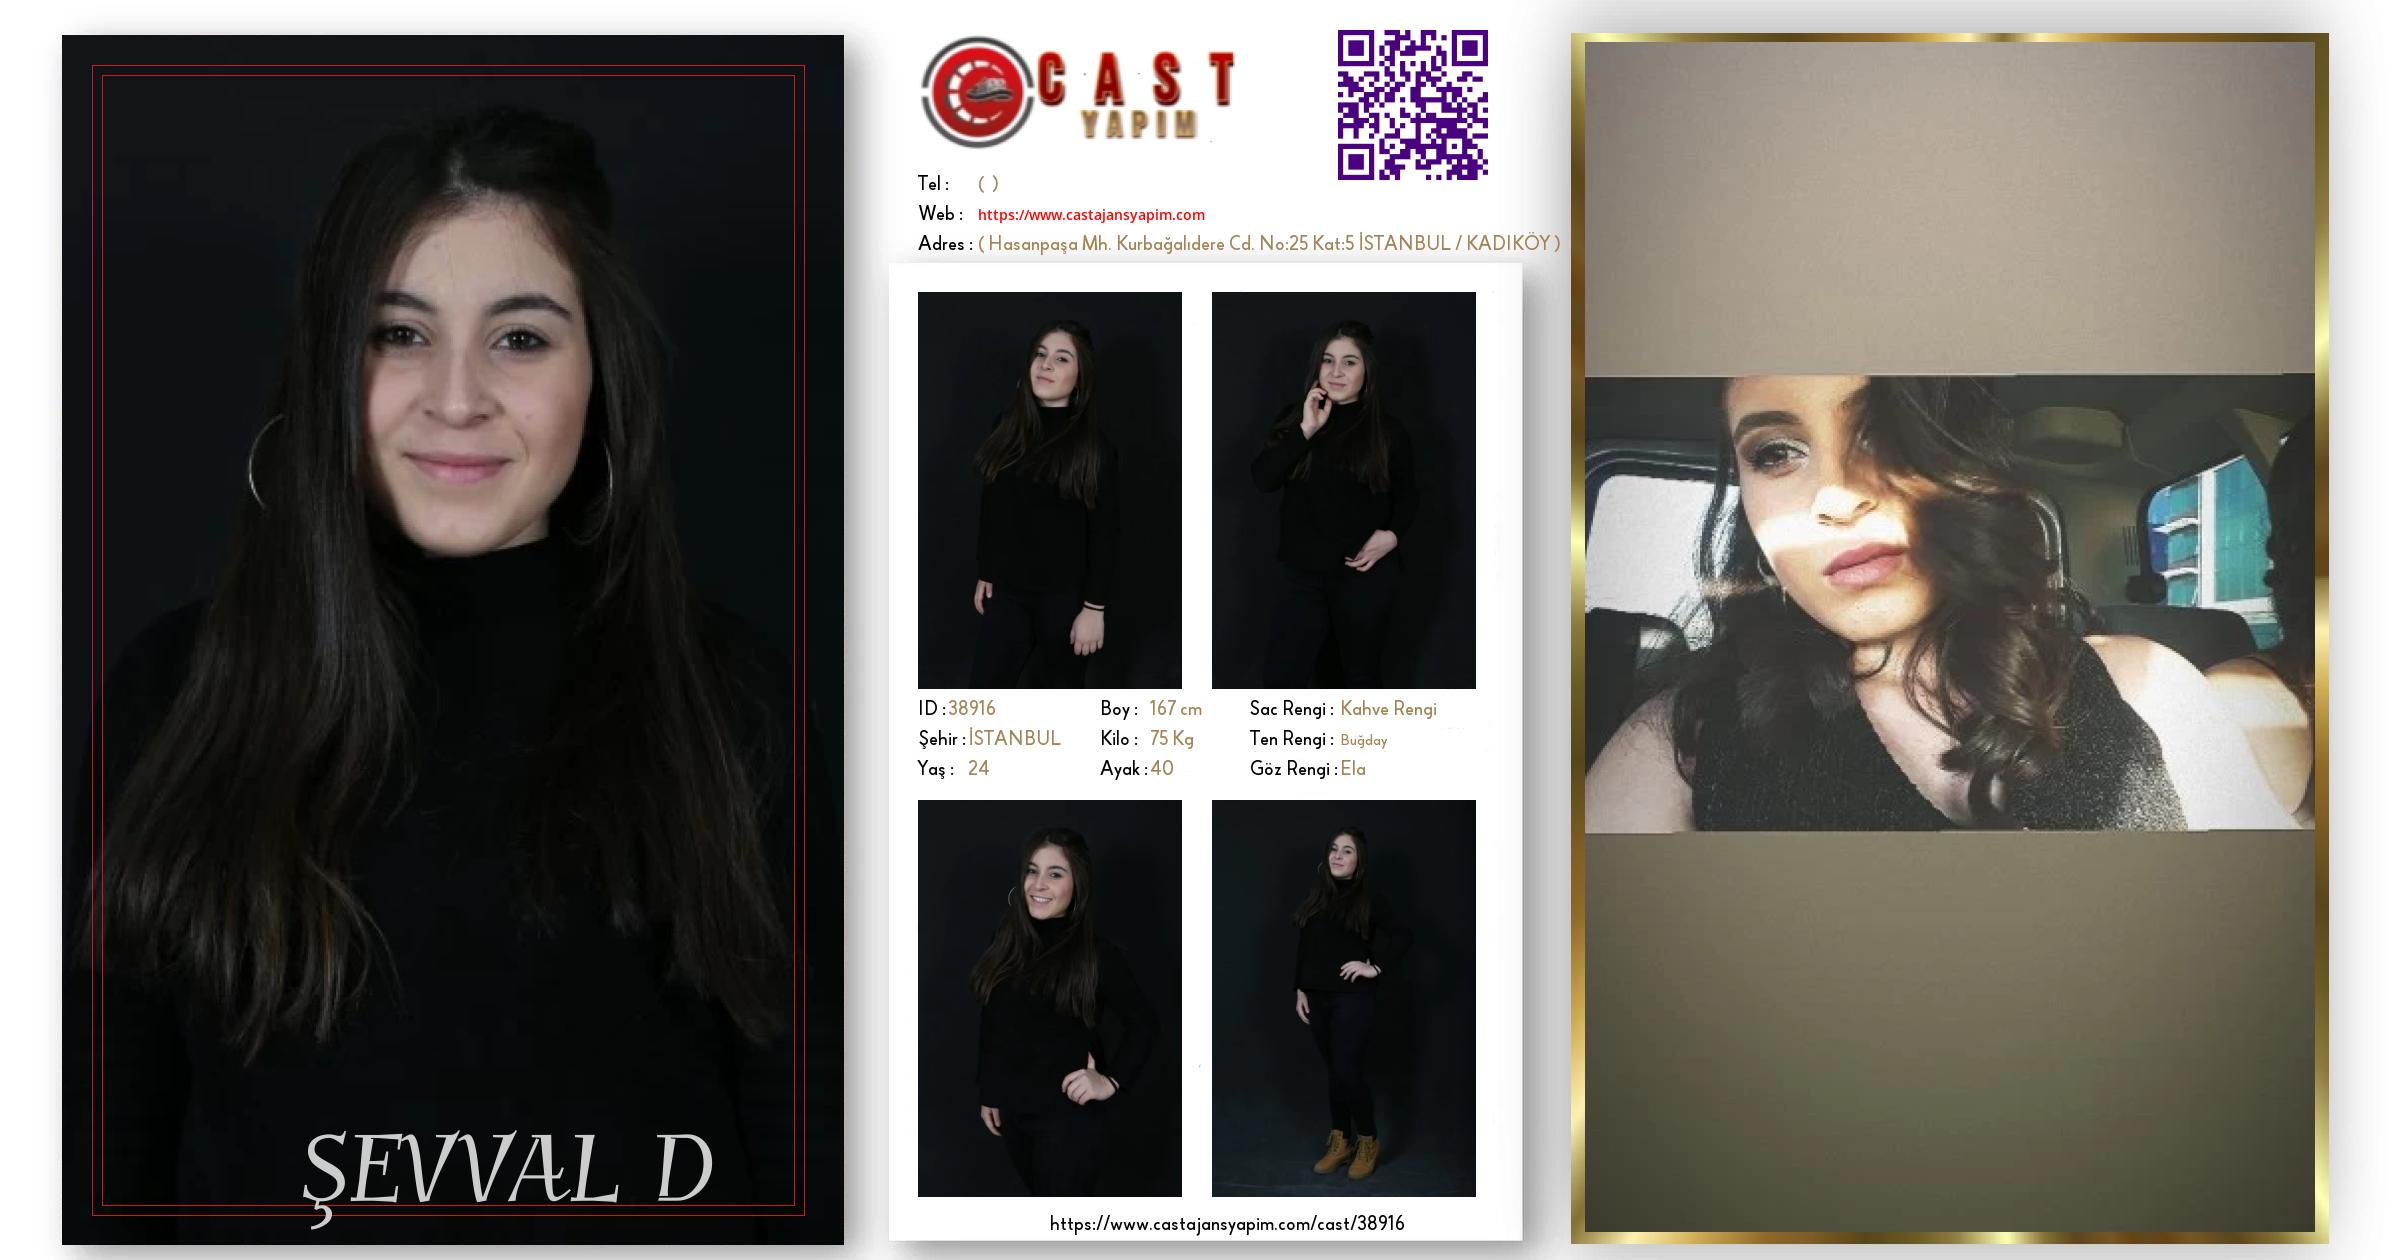 ŞEVVAL D
CAST
YAPIM
Tel : ( )
Web : https://www.castajansyapim.com
Adres : ( Hasanpaşa Mh. Kurbağalıdere Cd. No:25 Kat:5 İSTANBUL / KADIKÖY )
ID : 38916 Boy : 167 cm Sac Rengi : Kahve Rengi
Şehir : İSTANBUL Kilo : 75 Kg Ten Rengi : Buğday
Yaş : 24 Ayak : 40 Göz Rengi : Ela
https://www.castajansyapim.com/cast/38916